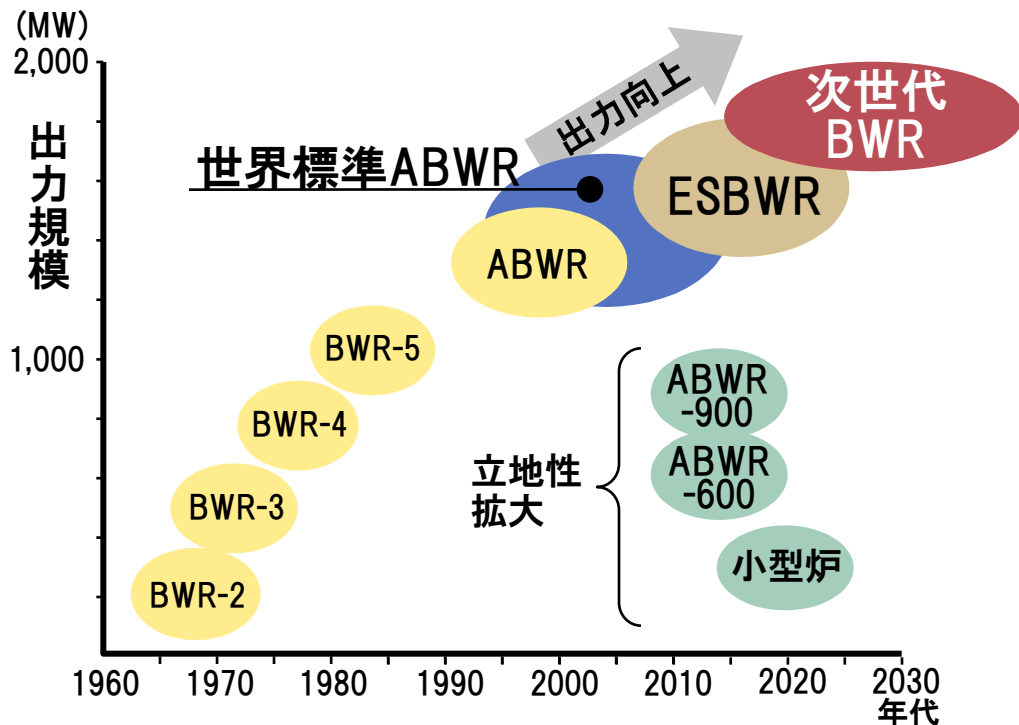 (MW)
2,000
1,000
出力規模
出力向上
次世代
BWR
世界標準ABWR
ESBWR
ABWR
BWR-5
BWR-4
BWR-3
BWR-2
立地性
拡大
ABWR
-900
ABWR
-600
小型炉
1960
1970
1980
1990
2000
2010
2020
2030
年代